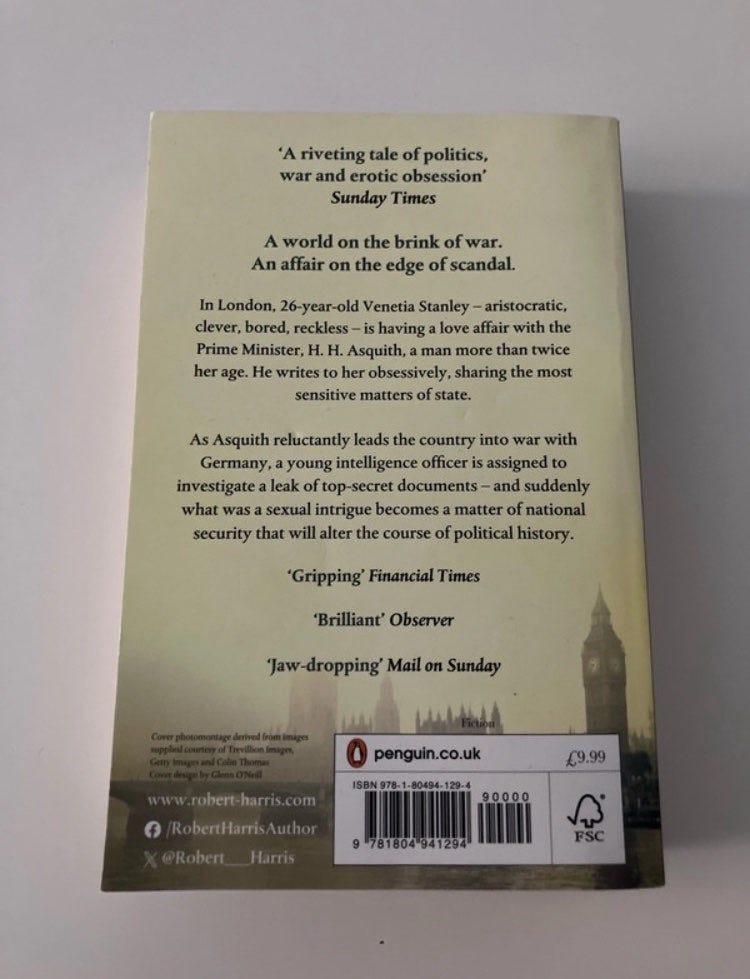 ‘A riveting tale of politics,
war and erotic obsession’
Sunday Times
A world on the brink of war.
An affair on the edge of scandal.
In London, 26-year-old Venetia Stanley – aristocratic,
clever, bored, reckless – is having a love affair with the
Prime Minister, H. H. Asquith, a man more than twice
her age. He writes to her obsessively, sharing the most
sensitive matters of state.
As Asquith reluctantly leads the country into war with
Germany, a young intelligence officer is assigned to
investigate a leak of top-secret documents – and suddenly
what was a sexual intrigue becomes a matter of national
security that will alter the course of political history.
‘Gripping’ Financial Times
‘Brilliant’ Observer
‘Jaw-dropping’ Mail on Sunday
Fiction
Cover photomontage derived from images
supplied courtesy of Trevillion Images,
Getty Images and Colin Thomas
Cover design by Glenn O'Neill
www.robert-harris.com
/RobertHarrisAuthor
@Robert___Harris
penguin.co.uk
£9.99
ISBN 978-1-80494-129-4
90000
9 781804 941294
FSC